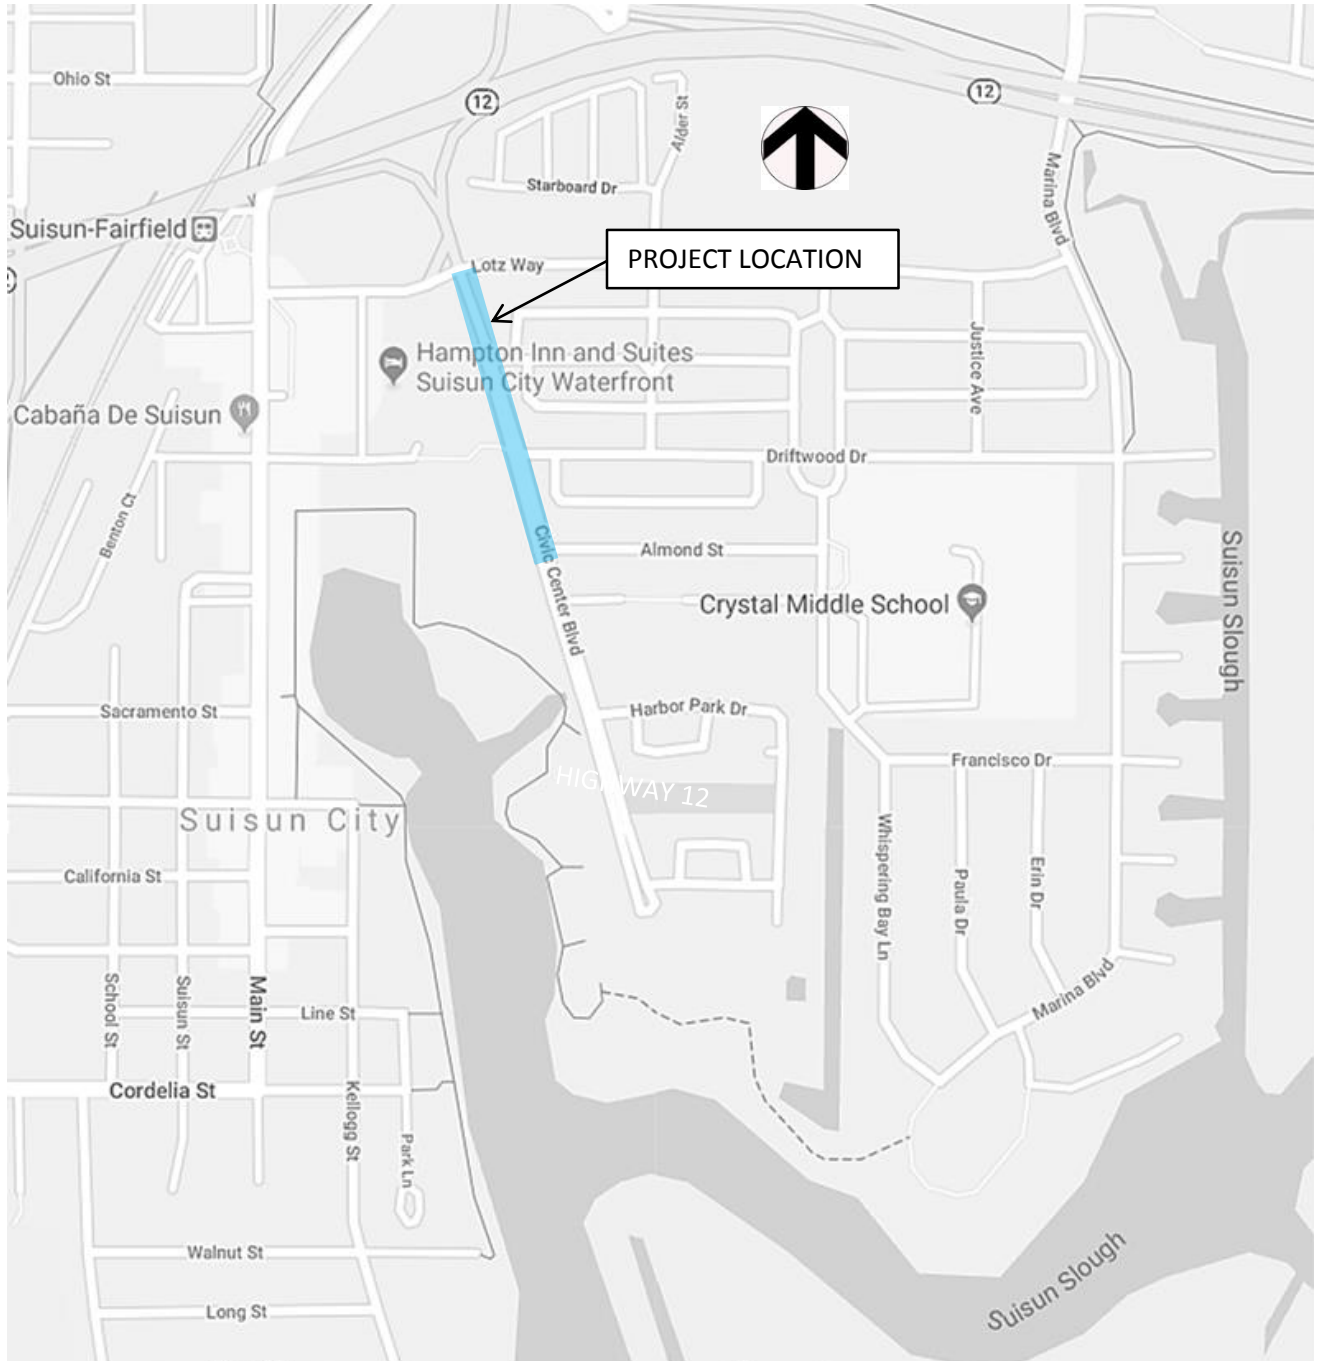 Ohio St
12
12
Alder St
Marina Blvd
Starboard Dr
Suisun-Fairfield
Lotz Way
PROJECT LOCATION
Justice Ave
Hampton Inn and Suites
Suisun City Waterfront
Cabaña De Suisun
Driftwood Dr
Benton Ct
Civic Center Blvd
Almond St
Suisun Slough
Crystal Middle School
Sacramento St
Harbor Park Dr
Francisco Dr
HIGHWAY 12
Suisun City
Whispering Bay Ln
California St
Paula Dr
Erin Dr
School St
Suisun St
Main St
Marina Blvd
Line St
Cordelia St
Kellogg St
Park Ln
Walnut St
Suisun Slough
Long St